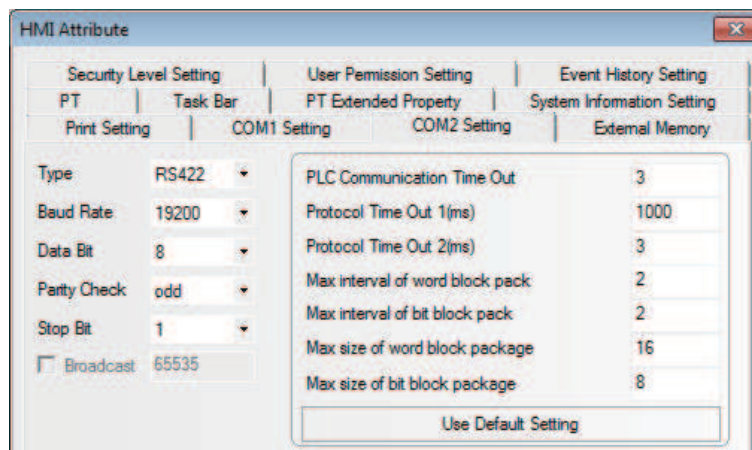 HMI Attribute
Security Level Setting User Permission Setting Event History Setting
PT Task Bar PT Extended Property System Information Setting
Print Setting COM1 Setting COM2 Setting External Memory
Type RS422
Baud Rate 19200
Data Bit 8
Parity Check odd
Stop Bit 1
Broadcast 65535
PLC Communication Time Out 3
Protocol Time Out 1(ms) 1000
Protocol Time Out 2(ms) 3
Max interval of word block pack 2
Max interval of bit block pack 2
Max size of word block package 16
Max size of bit block package 8
Use Default Setting